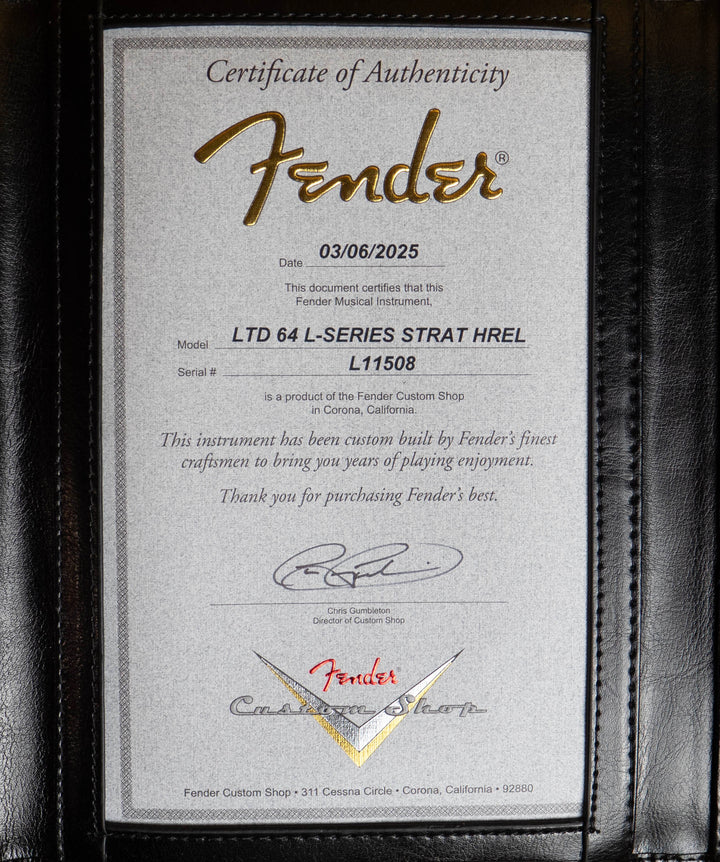 Certificate of Authenticity
Fender®
Date 03/06/2025
This document certifies that this
Fender Musical Instrument,
Model LTD 64 L-SERIES STRAT HREL
Serial # L11508
is a product of the Fender Custom Shop
in Corona, California.
This instrument has been custom built by Fender's finest
craftsmen to bring you years of playing enjoyment.
Thank you for purchasing Fender's best.
Chris Gumbleton
Director of Custom Shop
Fender®
Custom Shop
Fender Custom Shop • 311 Cessna Circle • Corona, California • 92880